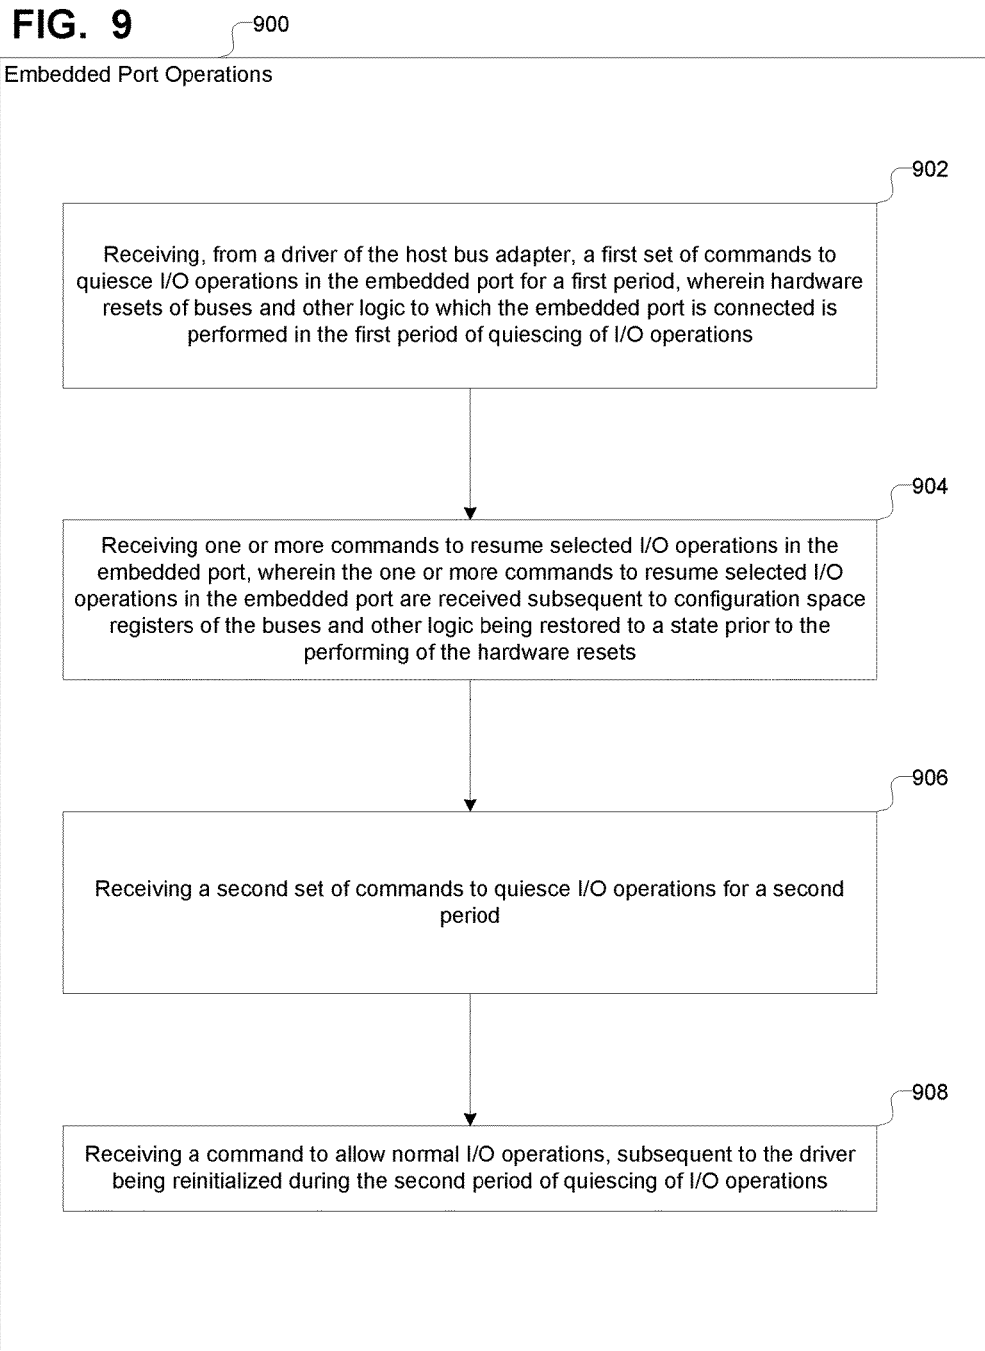 FIG. 9
900
Embedded Port Operations
902
Receiving, from a driver of the host bus adapter, a first set of commands to
quiesce I/O operations in the embedded port for a first period, wherein hardware
resets of buses and other logic to which the embedded port is connected is
performed in the first period of quiescing of I/O operations
904
Receiving one or more commands to resume selected I/O operations in the
embedded port, wherein the one or more commands to resume selected I/O
operations in the embedded port are received subsequent to configuration space
registers of the buses and other logic being restored to a state prior to the
performing of the hardware resets
906
Receiving a second set of commands to quiesce I/O operations for a second
period
908
Receiving a command to allow normal I/O operations, subsequent to the driver
being reinitialized during the second period of quiescing of I/O operations